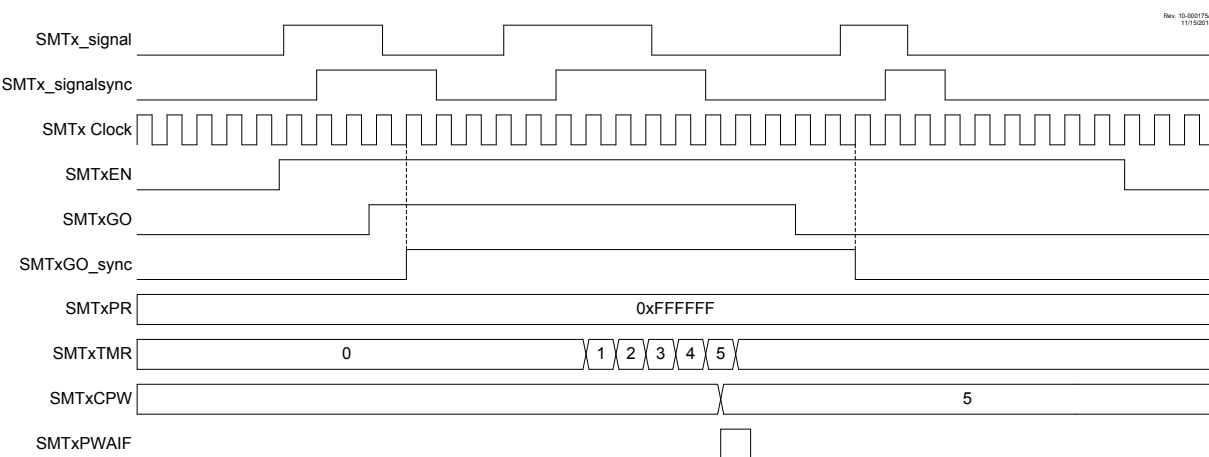 Rev. 10-000175
11/15/201
SMTx_signal
SMTx_signalsync
SMTx Clock
SMTxEN
SMTxGO
SMTxGO_sync
SMTxPR 0xFFFFFF
SMTxTMR 0 1 2 3 4 5
SMTxCPW 5
SMTxPWAIF